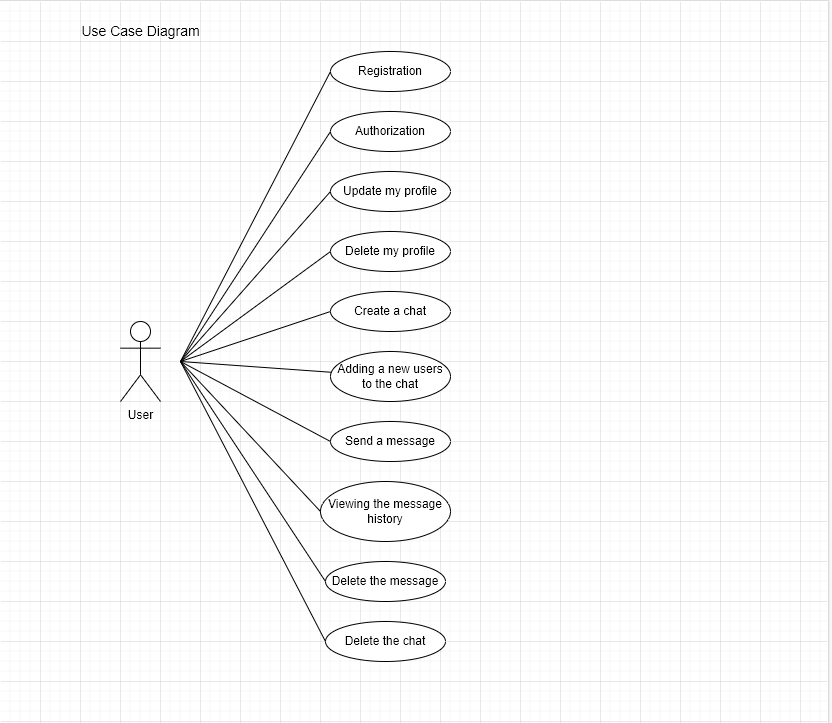 Use Case Diagram
Registration
Authorization
Update my profile
Delete my profile
Create a chat
Adding a new users
to the chat
Send a message
Viewing the message
history
Delete the message
Delete the chat
User